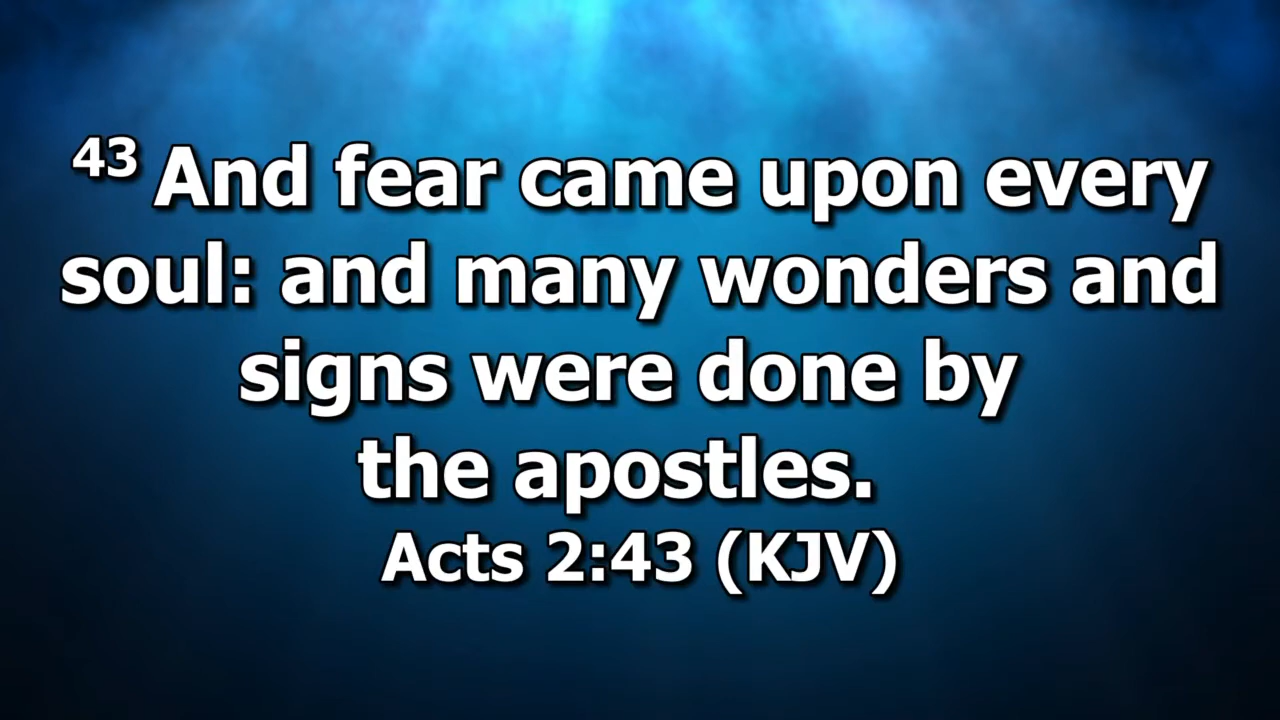 43 And fear came upon every
soul: and many wonders and
signs were done by
the apostles.
Acts 2:43 (KJV)